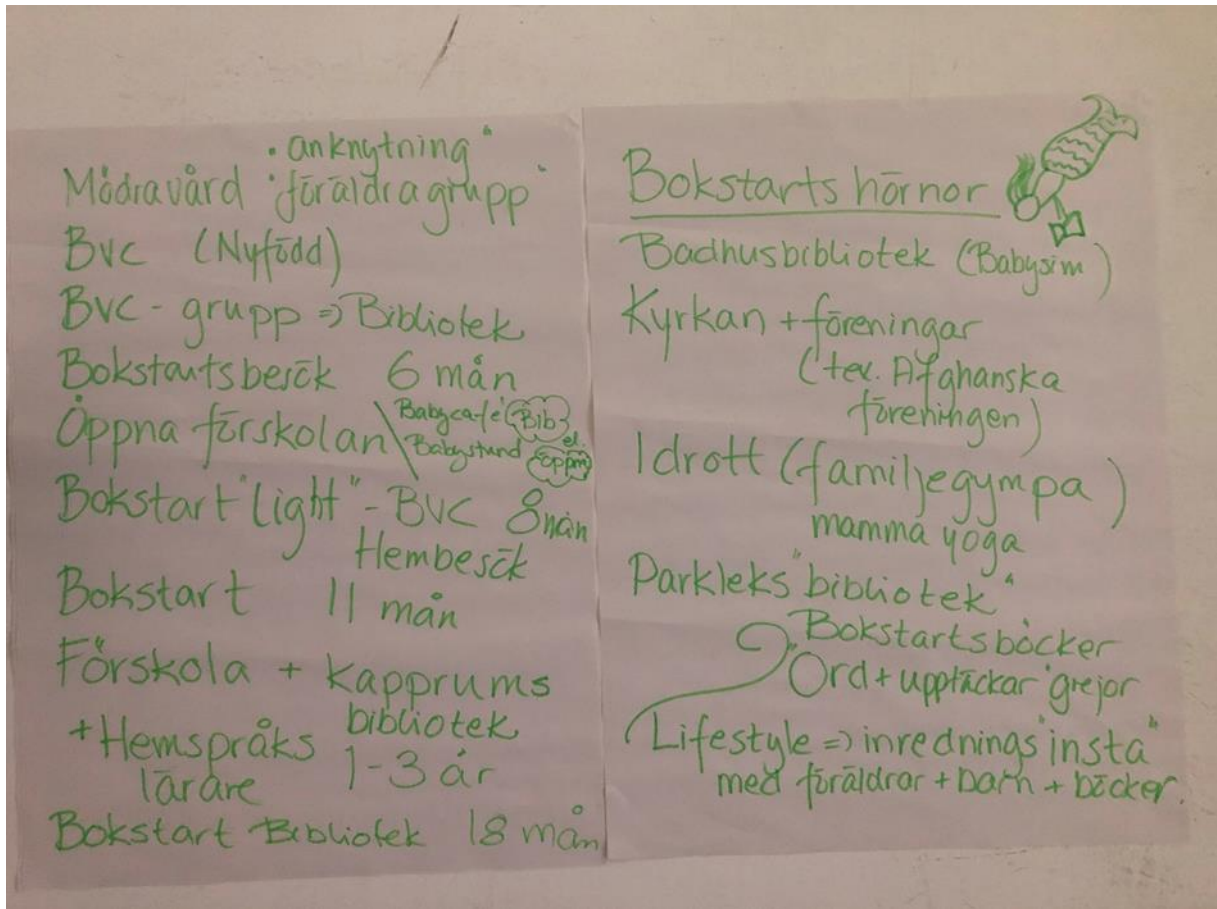 • anknytning"
Mödravård "föräldragrupp"
BVC (Nyfödd)
BVC - grupp => Bibliotek
Bokstartsbesök 6 mån
Öppna förskolan \ Babycafé (Bib)
Babystund el. (Öppn)
Bokstart "light" - BVC 8 mån
Hembesök
Bokstart 11 mån
Förskola + kapprums
bibliotek
+ Hemspråks
lärare 1-3 år
Bokstart Bibliotek 18 mån
Bokstarts hörnor
Badhusbibliotek (Babysim)
Kyrkan + föreningar
(tex. Afghanska
föreningen)
Idrott (familjegympa)
mamma yoga
Parkleks "bibliotek"
Bokstartsböcker
Ord + upptäckar "grejor
Lifestyle => inrednings "insta"
med föräldrar + barn + böcker.